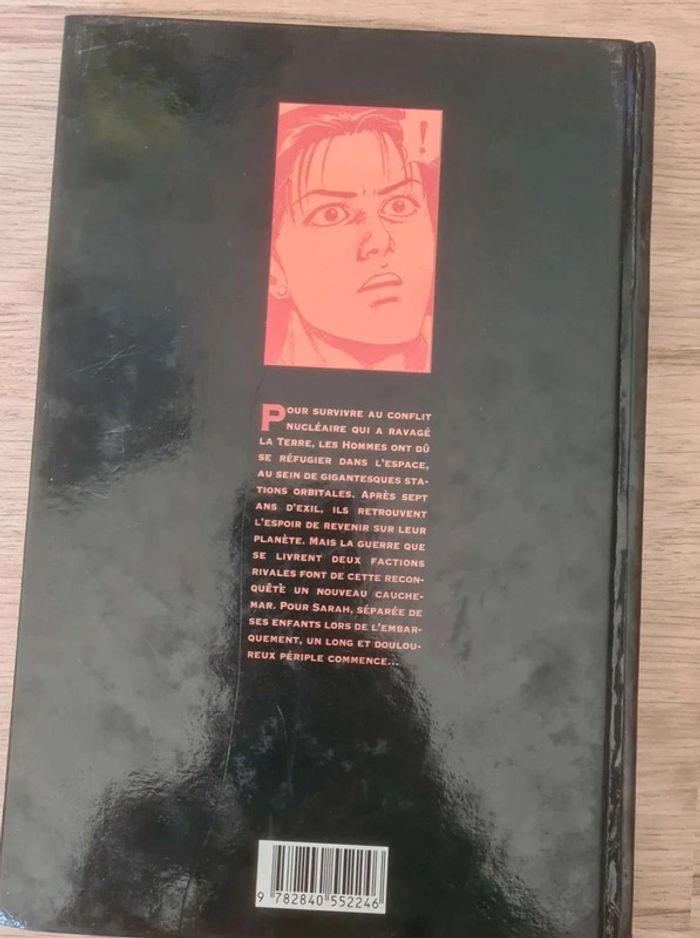 !
POUR SURVIVRE AU CONFLIT
NUCLÉAIRE QUI A RAVAGÉ
LA TERRE, LES HOMMES ONT DÛ
SE RÉFUGIER DANS L'ESPACE,
AU SEIN DE GIGANTESQUES STA-
TIONS ORBITALES. APRÈS SEPT
ANS D'EXIL, ILS RETROUVENT
L'ESPOIR DE REVENIR SUR LEUR
PLANÈTE. MAIS LA GUERRE QUE
SE LIVRENT DEUX FACTIONS
RIVALES FONT DE CETTE RECON-
QUÊTE UN NOUVEAU CAUCHE-
MAR. POUR SARAH, SÉPARÉE DE
SES ENFANTS LORS DE L'EMBAR-
QUEMENT, UN LONG ET DOULOU-
REUX PÉRIPLE COMMENCE...
9 782840 552246